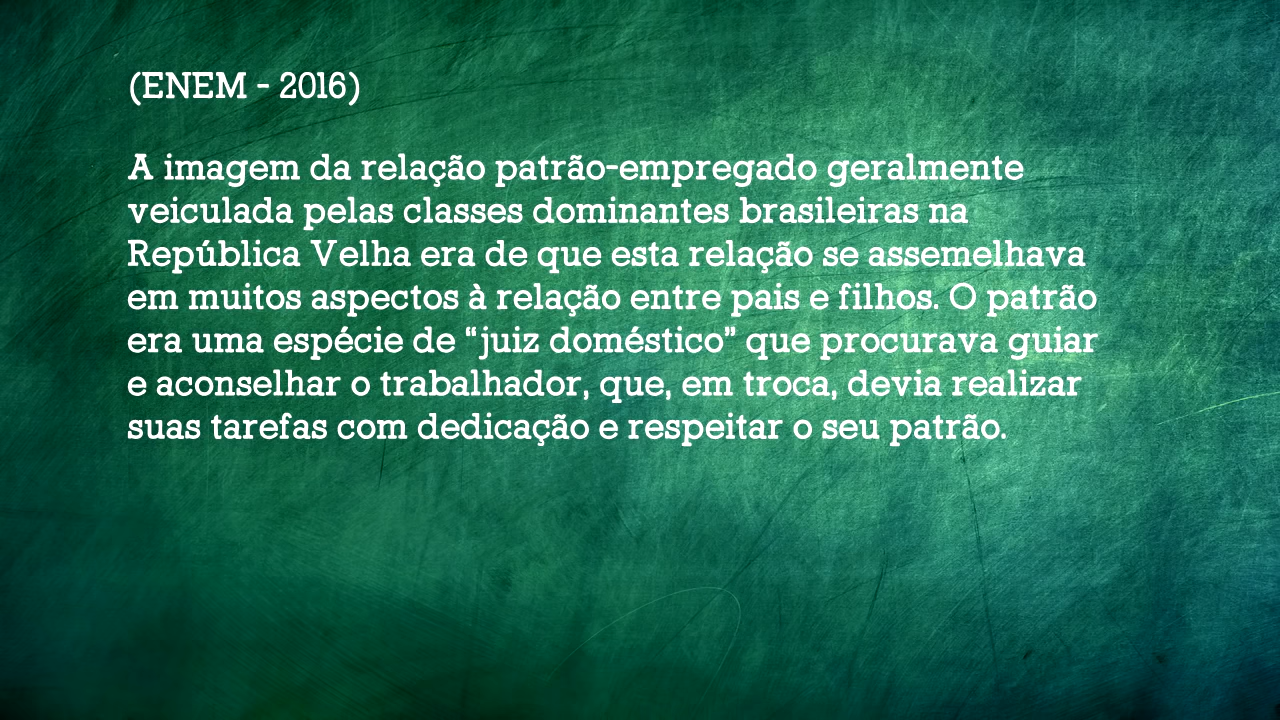 (ENEM - 2016)
A imagem da relação patrão-empregado geralmente
veiculada pelas classes dominantes brasileiras na
República Velha era de que esta relação se assemelhava
em muitos aspectos à relação entre pais e filhos. O patrão
era uma espécie de “juiz doméstico” que procurava guiar
e aconselhar o trabalhador, que, em troca, devia realizar
suas tarefas com dedicação e respeitar o seu patrão.